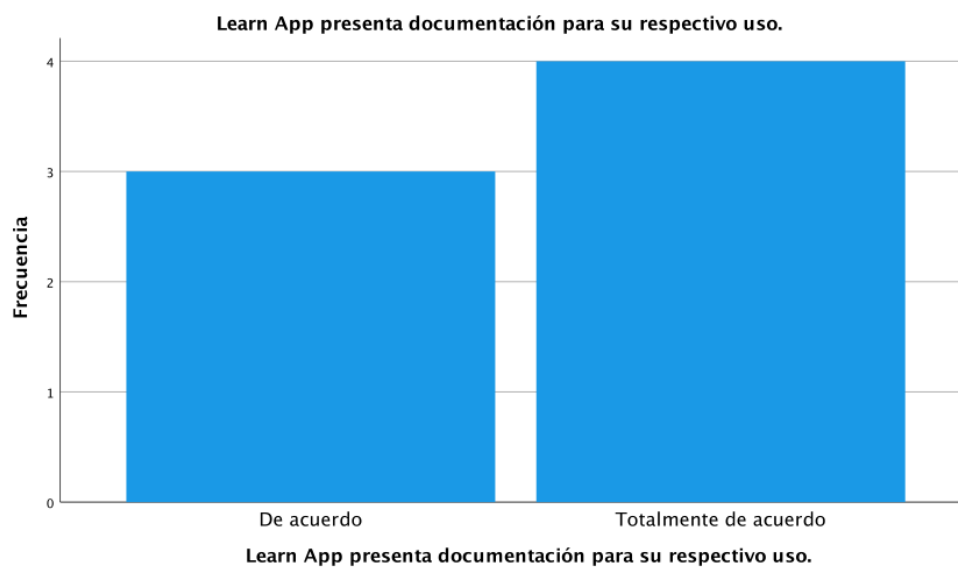 Learn App presenta documentación para su respectivo uso.
Frecuencia
4
3
2
1
0
De acuerdo
Totalmente de acuerdo
Learn App presenta documentación para su respectivo uso.